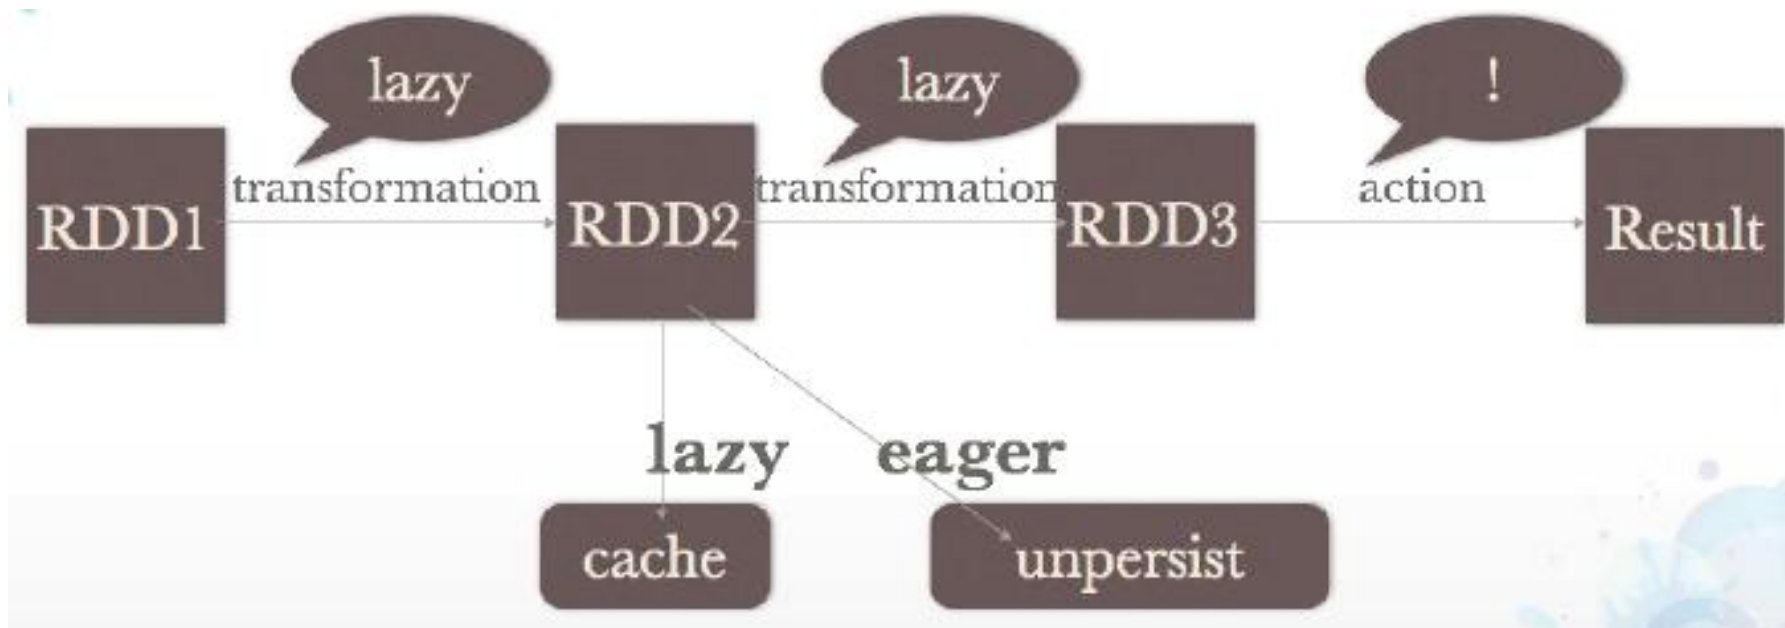 lazy
lazy
!
transformation
transformation
action
RDD1
RDD2
RDD3
Result
lazy
eager
cache
unpersist